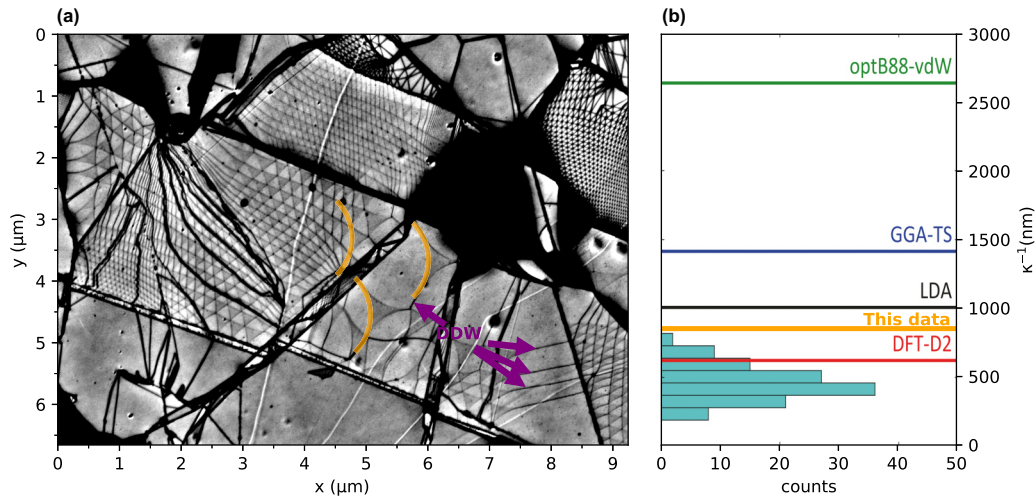 (a)
0
1
2
3
4
5
6
y (μm)
0 1 2 3 4 5 6 7 8 9
x (μm)
DDW
(b)
optB88-vdW
GGA-TS
LDA
This data
DFT-D2
3000
2500
2000
1500
1000
500
0
κ⁻¹(nm)
0 10 20 30 40 50
counts